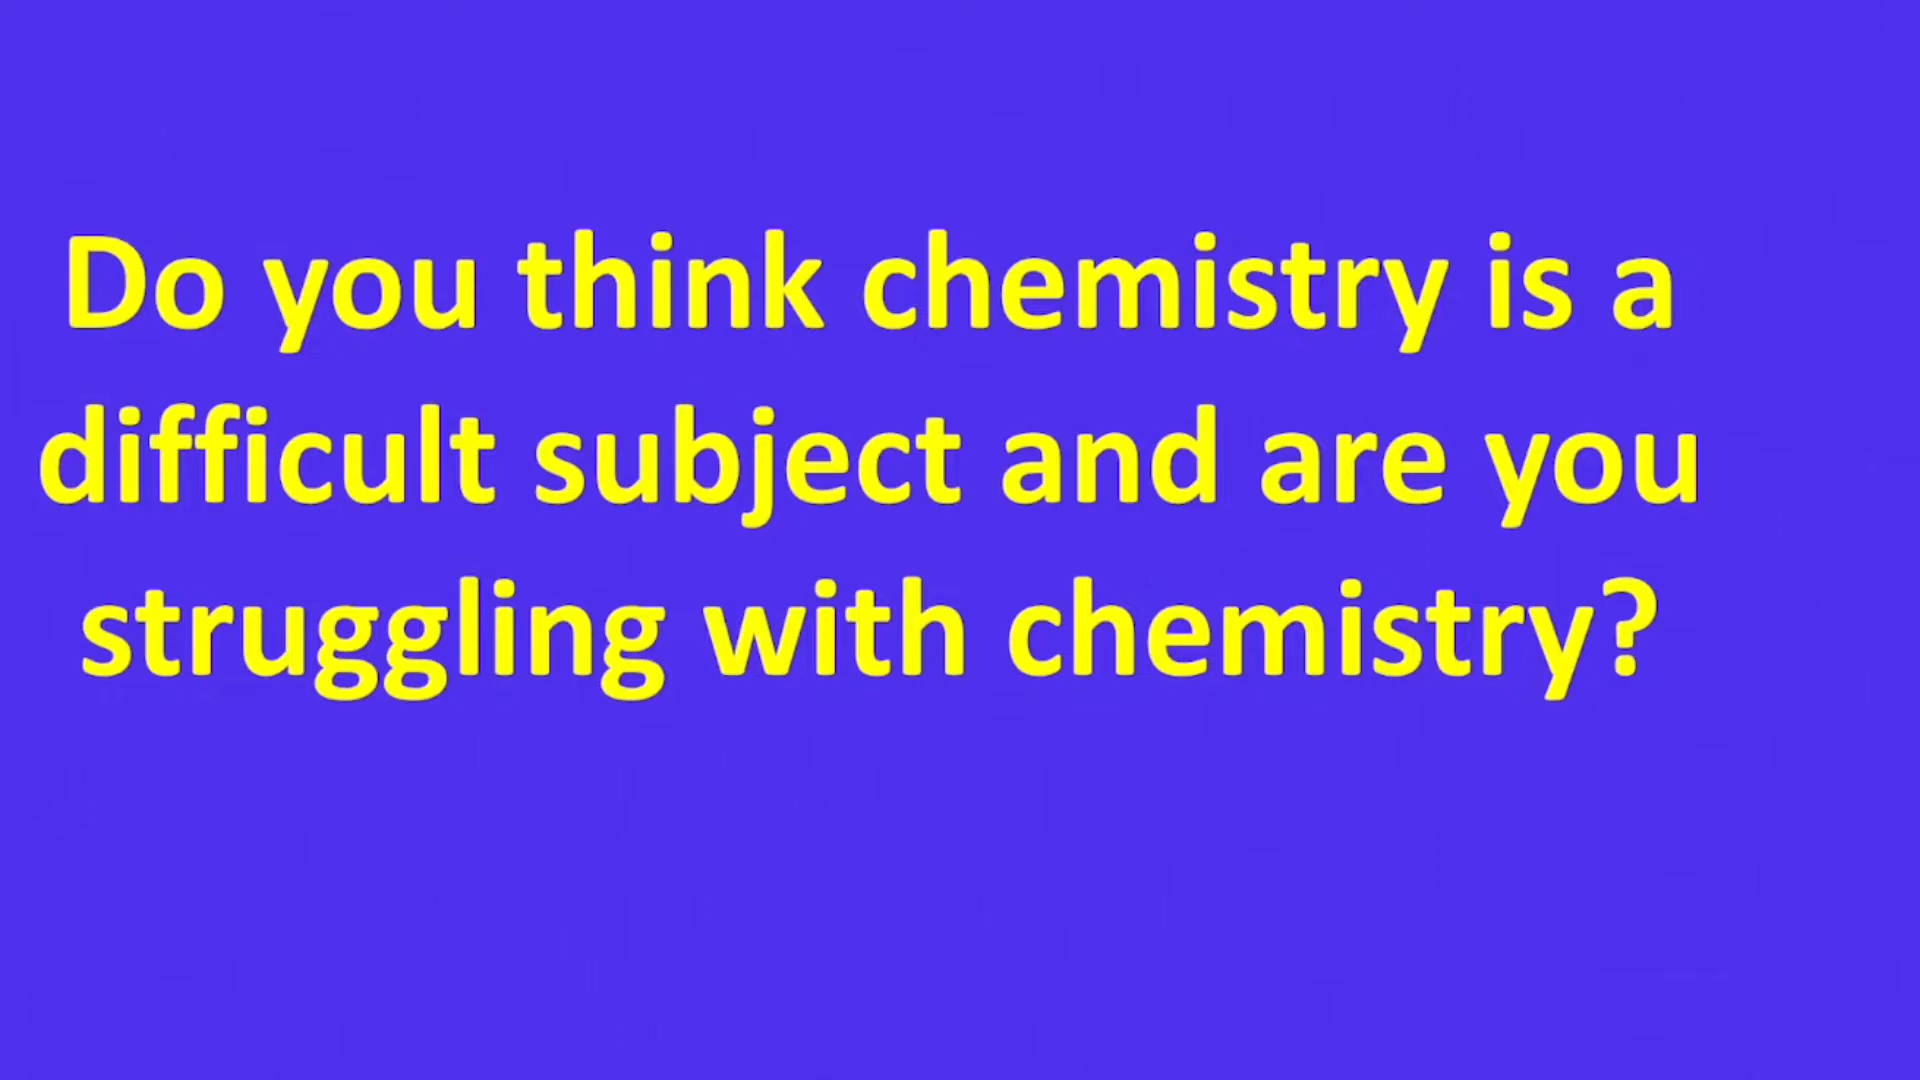 Do you think chemistry is a
difficult subject and are you
struggling with chemistry?